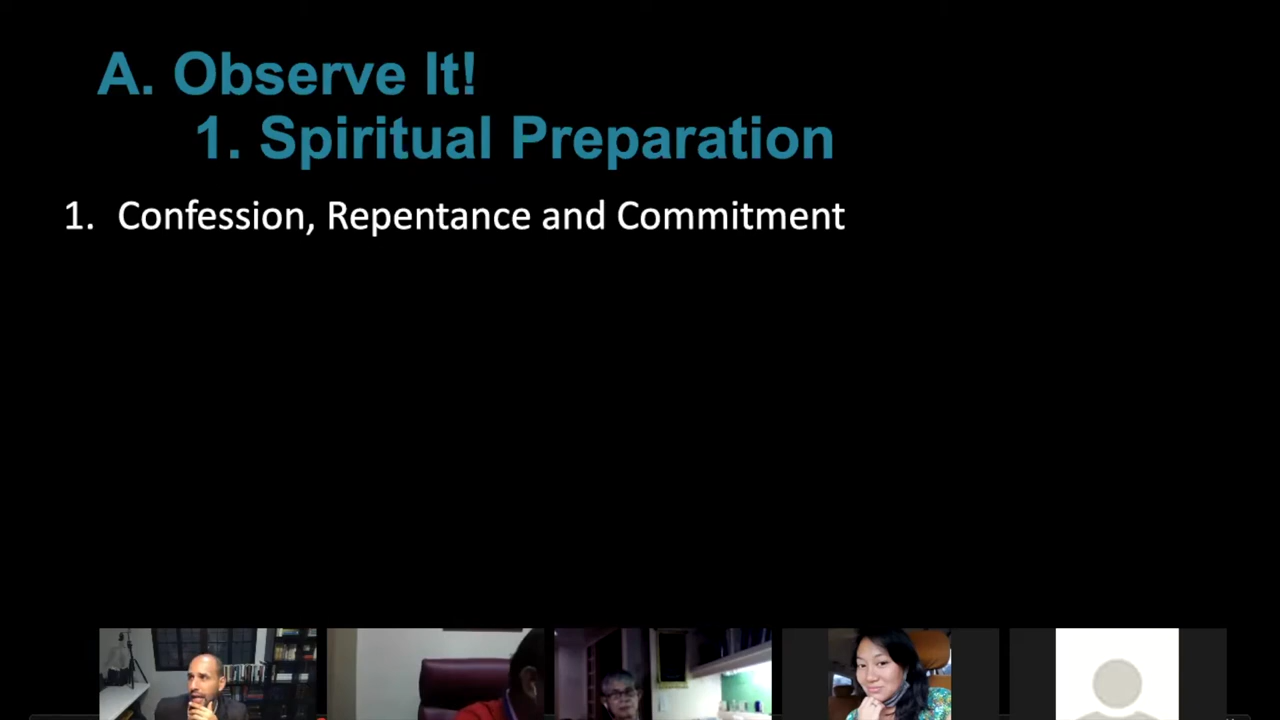 A. Observe It!
1. Spiritual Preparation
1. Confession, Repentance and Commitment